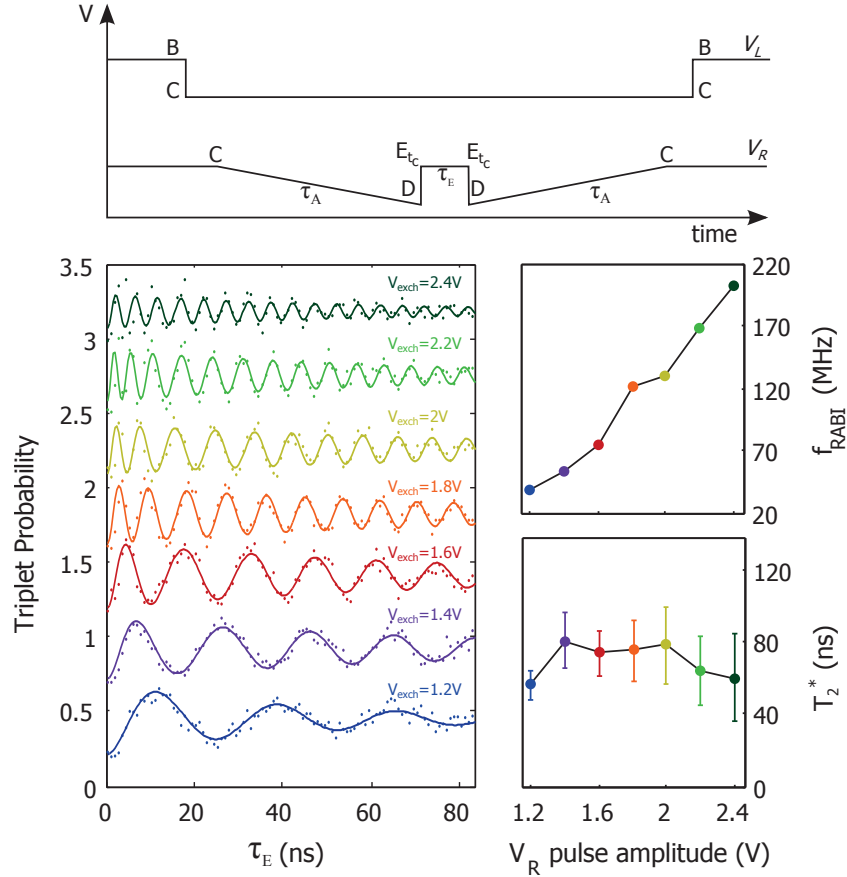 V
B
B
V_L
C
C
C
E_tc
E_tc
C
V_R
τ_E
D
D
τ_A
τ_A
time
3.5
3
2.5
2
1.5
1
0.5
0
Triplet Probability
V_exch=2.4V
V_exch=2.2V
V_exch=2V
V_exch=1.8V
V_exch=1.6V
V_exch=1.4V
V_exch=1.2V
0 10 20 40 60 80
τ_E (ns)
220
170
120
70
20
f_RABI (MHz)
120
80
40
0
T_2* (ns)
1.2 1.6 2 2.4
V_R pulse amplitude (V)